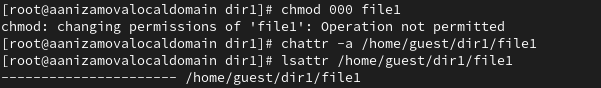 [root@aanizamovalocaldomain dir1]# chmod 000 file1
chmod: changing permissions of 'file1': Operation not permitted
[root@aanizamovalocaldomain dir1]# chattr -a /home/guest/dir1/file1
[root@aanizamovalocaldomain dir1]# lsattr /home/guest/dir1/file1
---------------------- /home/guest/dir1/file1